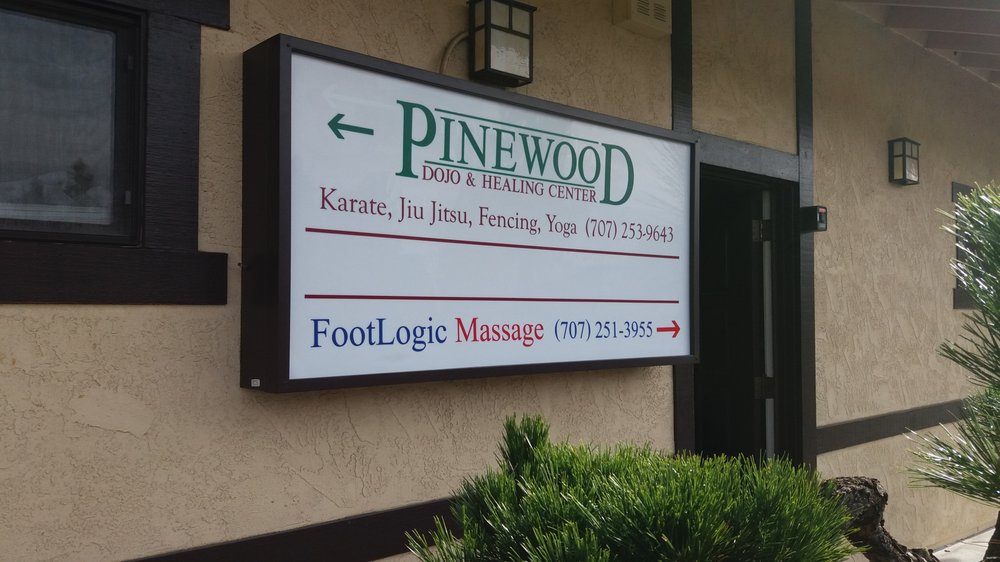 ← PINEWOOD
DOJO & HEALING CENTER
Karate, Jiu Jitsu, Fencing, Yoga (707) 253-9643
FootLogic Massage (707) 251-3955 →